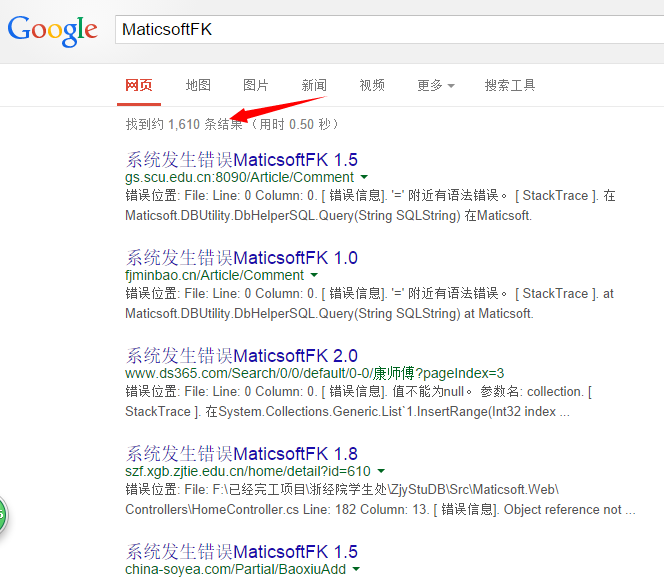 Google MaticsoftFK
网页 地图 图片 新闻 视频 更多 搜索工具
找到约 1,610 条结果 （用时 0.50 秒）
系统发生错误MaticsoftFK 1.5
gs.scu.edu.cn:8090/Article/Comment
错误位置: File: Line: 0 Column: 0. [ 错误信息]. '=' 附近有语法错误。 [ StackTrace ]. 在
Maticsoft.DBUtility.DbHelperSQL.Query(String SQLString) 在Maticsoft.
系统发生错误MaticsoftFK 1.0
fjminbao.cn/Article/Comment
错误位置: File: Line: 0 Column: 0. [ 错误信息]. '=' 附近有语法错误。 [ StackTrace ]. at
Maticsoft.DBUtility.DbHelperSQL.Query(String SQLString) at Maticsoft.
系统发生错误MaticsoftFK 2.0
www.ds365.com/Search/0/0/default/0-0/康师傅?pageIndex=3
错误位置: File: Line: 0 Column: 0. [ 错误信息]. 值不能为null。 参数名: collection. [
StackTrace ]. 在System.Collections.Generic.List`1.InsertRange(Int32 index ...
系统发生错误MaticsoftFK 1.8
szf.xgb.zjtie.edu.cn/home/detail?id=610
错误位置: File: F:\已经完工项目\浙经院学生处\ZjyStuDB\Src\Maticsoft.Web\
Controllers\HomeController.cs Line: 182 Column: 13. [ 错误信息]. Object reference not ...
系统发生错误MaticsoftFK 1.5
china-soyea.com/Partial/BaoxiuAdd